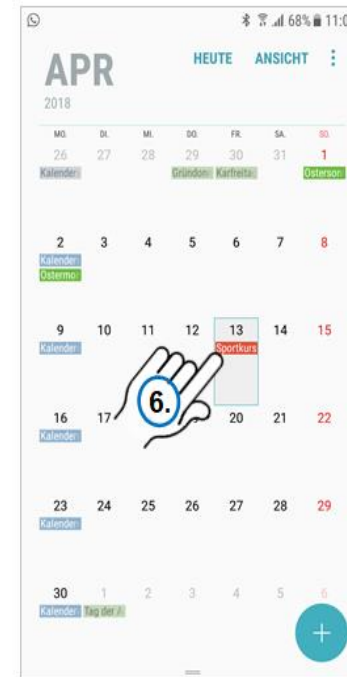 68% 11:0
APR HEUTE ANSICHT
2018
MO. DI. MI. DO. FR. SA. SO.
26 27 28 29 30 31 1
Kalender Gründon Karfreita Osterson
2 3 4 5 6 7 8
Kalender
Ostermo
9 10 11 12 13 14 15
Kalender Sportkurs
6.
16 17 20 21 22
Kalender
23 24 25 26 27 28 29
Kalender
30 1 2 3 4 5 6
Kalender Tag der A
+